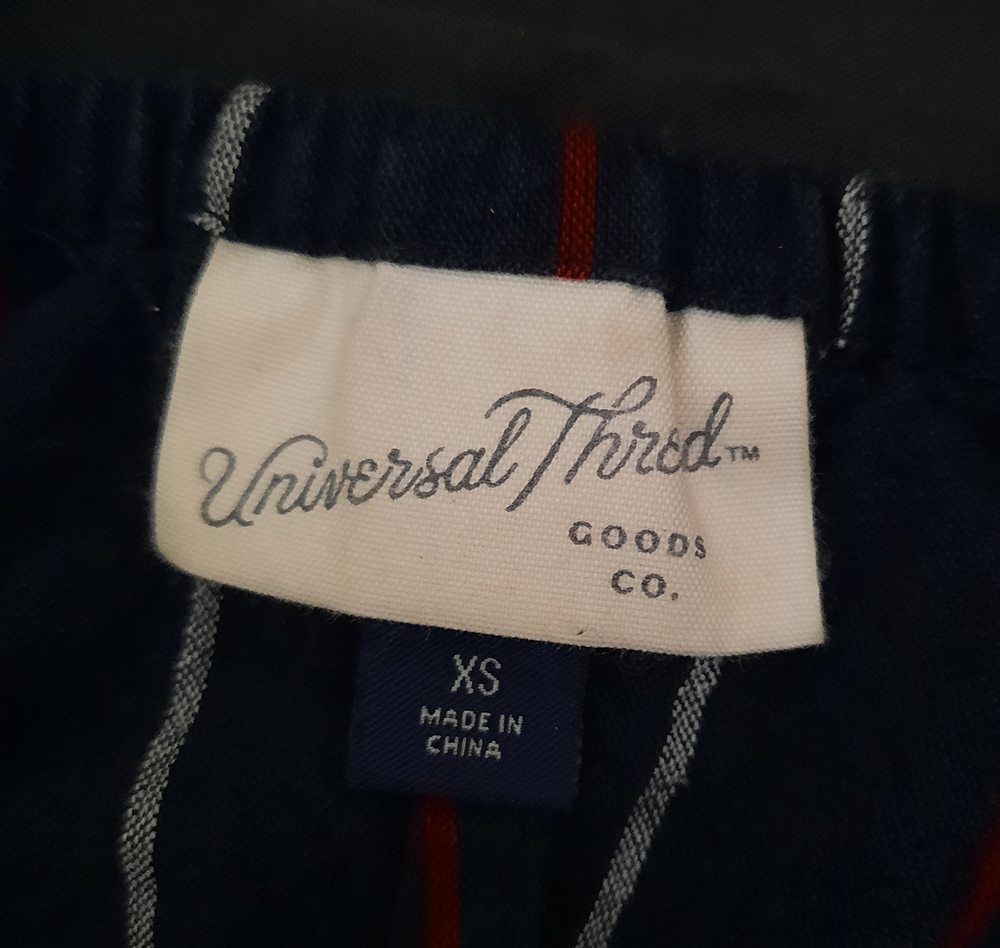 Universal Thread™
GOODS
CO.
XS
MADE IN
CHINA